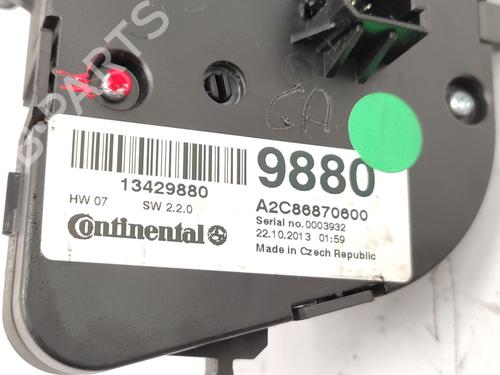 B-PARTS
GA
9880
13429880
HW 07 SW 2.2.0
A2C86870600
Serial no.0003932
22.10.2013 01:59
Continental
Made in Czech Republic